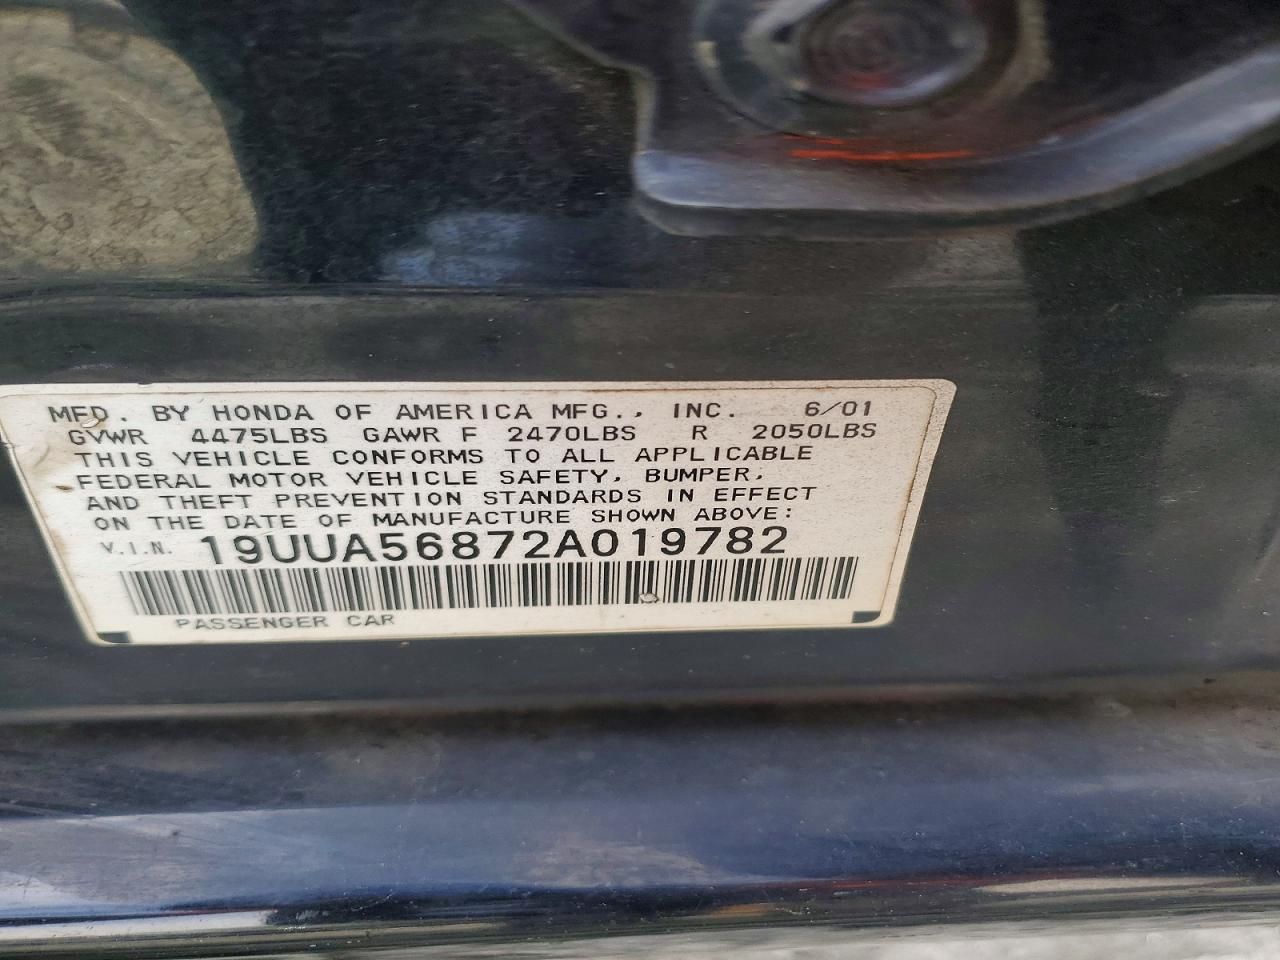 MFD. BY HONDA OF AMERICA MFG., INC. 6/01
GVWR 4475LBS GAWR F 2470LBS R 2050LBS
THIS VEHICLE CONFORMS TO ALL APPLICABLE
FEDERAL MOTOR VEHICLE SAFETY, BUMPER,
AND THEFT PREVENTION STANDARDS IN EFFECT
ON THE DATE OF MANUFACTURE SHOWN ABOVE:
V.I.N. 19UUA56872A019782
PASSENGER CAR